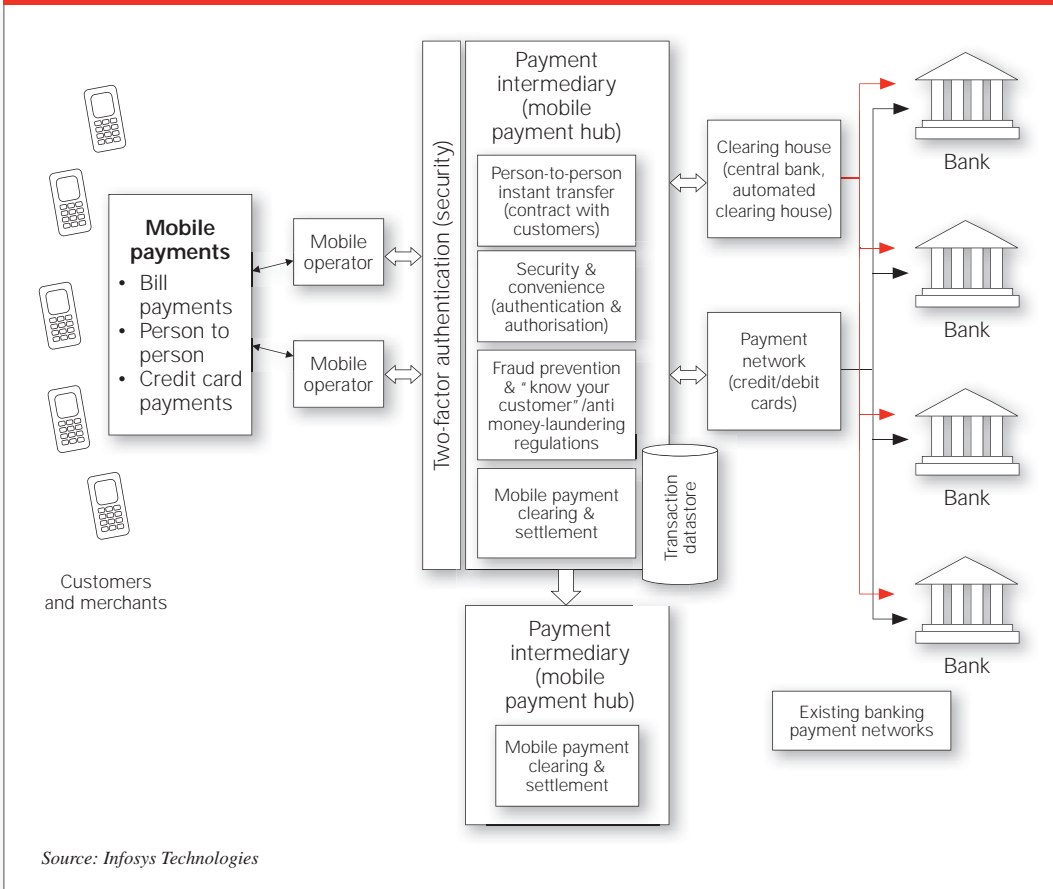 Mobile
payments
• Bill
payments
• Person to
person
• Credit card
payments
Customers
and merchants
Mobile
operator
Mobile
operator
Two-factor authentication (security)
Payment
intermediary
(mobile
payment hub)
Person-to-person
instant transfer
(contract with
customers)
Security &
convenience
(authentication &
authorisation)
Fraud prevention
& “know your
customer”/anti
money-laundering
regulations
Mobile payment
clearing &
settlement
Transaction
datastore
Payment
intermediary
(mobile
payment hub)
Mobile payment
clearing &
settlement
Clearing house
(central bank,
automated
clearing house)
Payment
network
(credit/debit
cards)
Bank
Bank
Bank
Bank
Existing banking
payment networks
Source: Infosys Technologies